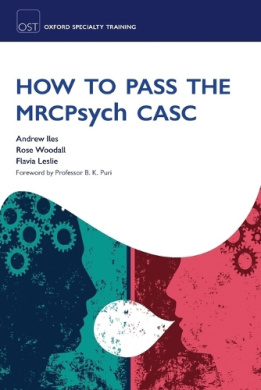 OST OXFORD SPECIALTY TRAINING
HOW TO PASS THE
MRCPsych CASC
Andrew Iles
Rose Woodall
Flavia Leslie
Foreword by Professor B. K. Puri